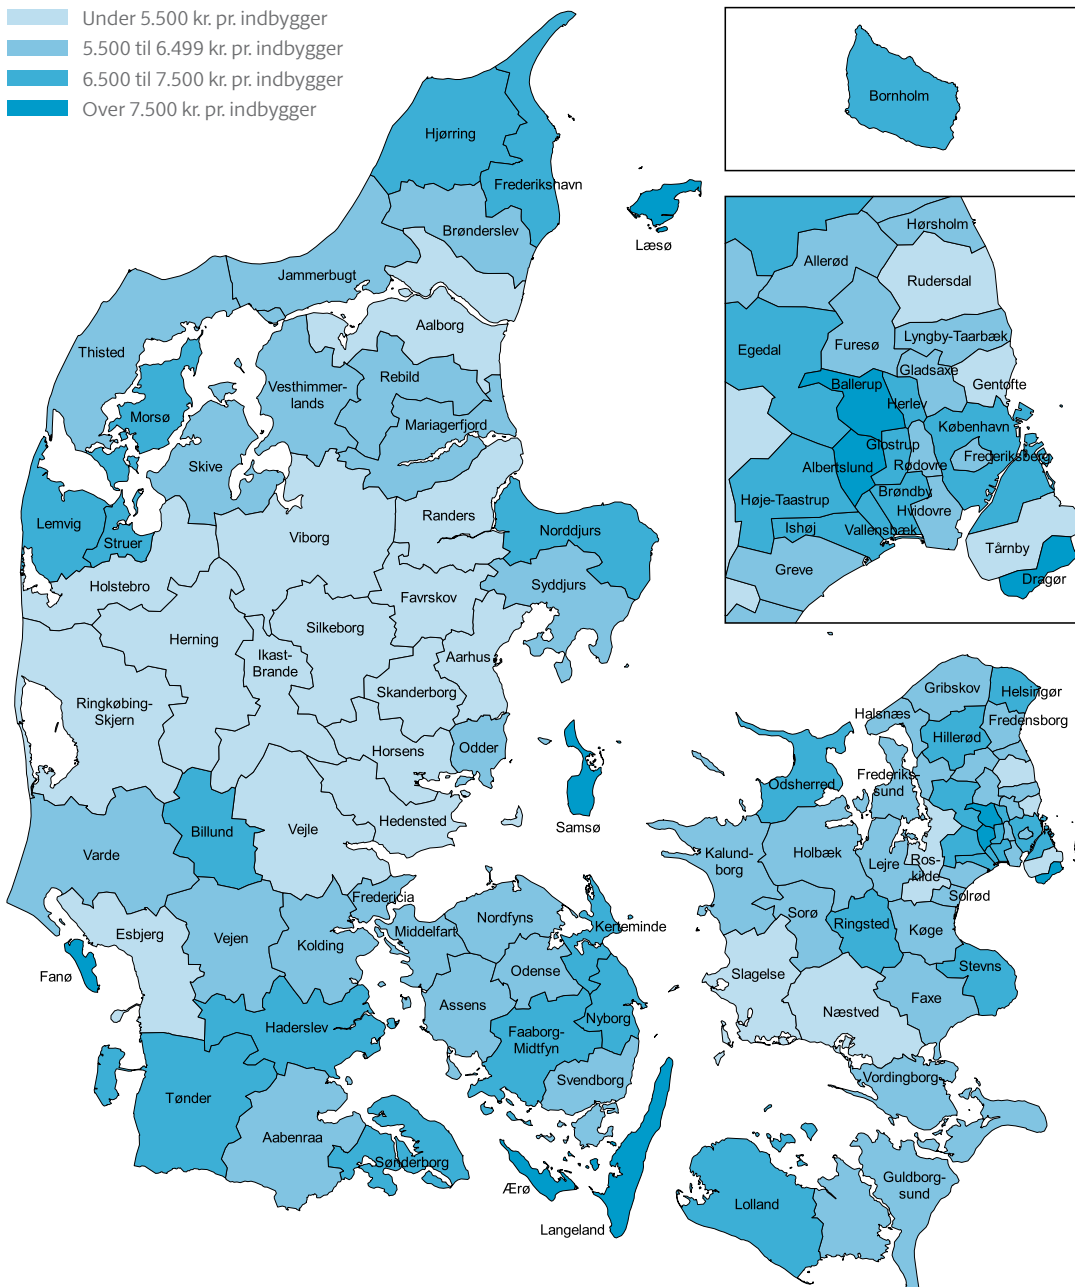 Under 5.500 kr. pr. indbygger
5.500 til 6.499 kr. pr. indbygger
6.500 til 7.500 kr. pr. indbygger
Over 7.500 kr. pr. indbygger
Bornholm
Hjørring
Frederikshavn
Læsø
Brønderslev
Jammerbugt
Aalborg
Thisted
Vesthimmer-
lands
Rebild
Morsø
Mariagerfjord
Skive
Lemvig
Struer
Viborg
Randers
Norddjurs
Holstebro
Favrskov
Syddjurs
Herning
Silkeborg
Ikast-
Brande
Aarhus
Skanderborg
Ringkøbing-
Skjern
Horsens
Odder
Hedensted
Samsø
Billund
Vejle
Varde
Fredericia
Esbjerg
Vejen
Kolding
Middelfart
Nordfyns
Kerteminde
Fanø
Odense
Assens
Nyborg
Haderslev
Faaborg-
Midtfyn
Svendborg
Tønder
Aabenraa
Sønderborg
Ærø
Langeland
Hørsholm
Allerød
Rudersdal
Egedal
Furesø
Lyngby-Taarbæk
Gladsaxe
Gentofte
Ballerup
Herlev
København
Glostrup
Frederiksberg
Albertslund
Rødovre
Høje-Taastrup
Brøndby
Hvidovre
Ishøj
Vallensbæk
Tårnby
Greve
Dragør
Gribskov
Helsingør
Halsnæs
Fredensborg
Hillerød
Odsherred
Frederiks-
sund
Kalund-
borg
Holbæk
Lejre
Ros-
kilde
Solrød
Sorø
Ringsted
Køge
Slagelse
Stevns
Næstved
Faxe
Vordingborg
Guldborg-
sund
Lolland